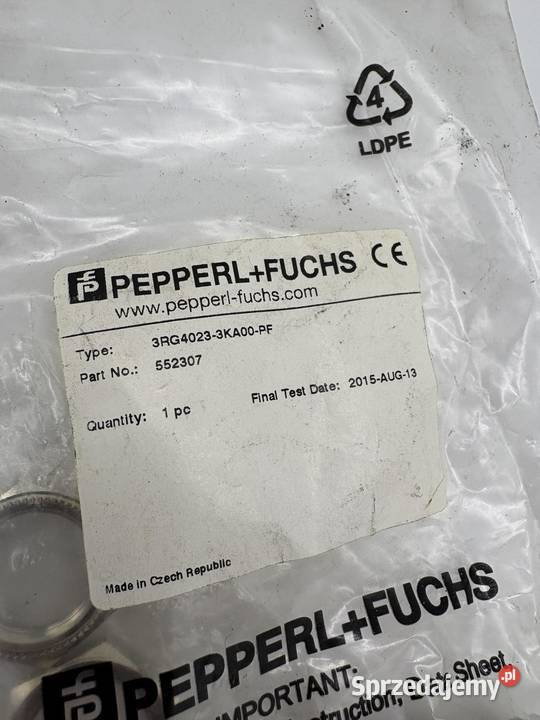 4
LDPE
PEPPERL+FUCHS CE
www.pepperl-fuchs.com
Type: 3RG4023-3KA00-PF
Part No.: 552307
Quantity: 1 pc Final Test Date: 2015-AUG-13
Made in Czech Republic
PEPPERL+FUCHS
IMPORTANT:
Data Sheet
Sprzedajemy.pl